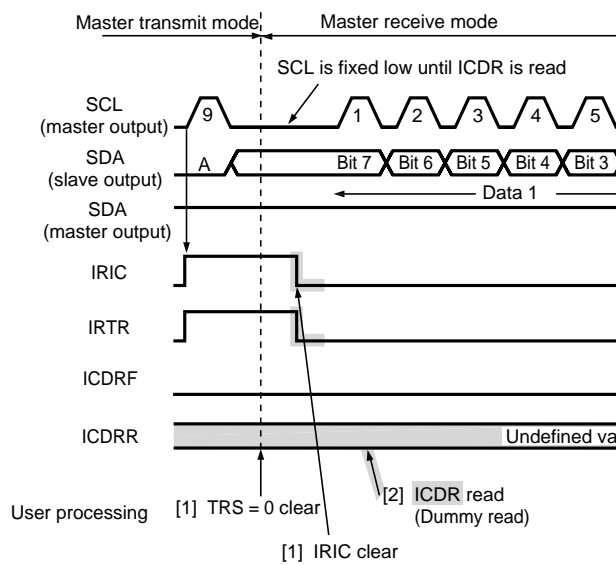 Master transmit mode
Master receive mode
SCL is fixed low until ICDR is read
SCL
(master output)
9
1
2
3
4
5
SDA
(slave output)
A
Bit 7
Bit 6
Bit 5
Bit 4
Bit 3
Data 1
SDA
(master output)
IRIC
IRTR
ICDRF
ICDRR
Undefined va
User processing
[1] TRS = 0 clear
[2] ICDR read
(Dummy read)
[1] IRIC clear